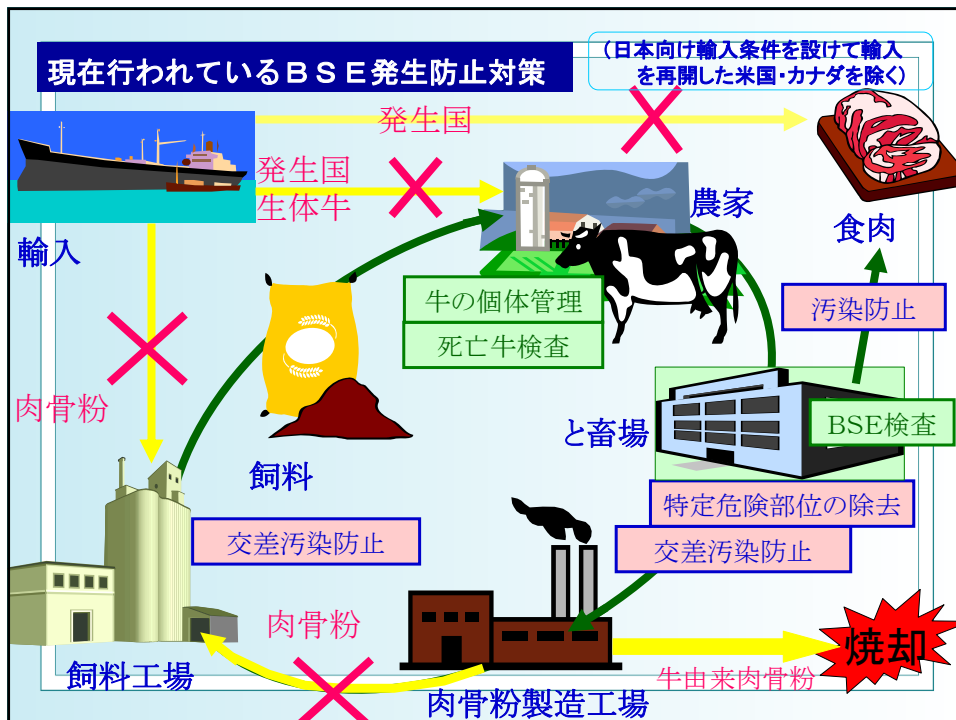 現在行われているＢＳＥ発生防止対策
（日本向け輸入条件を設けて輸入
を再開した米国・カナダを除く）
発生国
発生国
生体牛
農家
輸入
食肉
牛の個体管理
汚染防止
死亡牛検査
肉骨粉
BSE検査
と畜場
飼料
特定危険部位の除去
交差汚染防止
交差汚染防止
肉骨粉
焼却
飼料工場
牛由来肉骨粉
肉骨粉製造工場